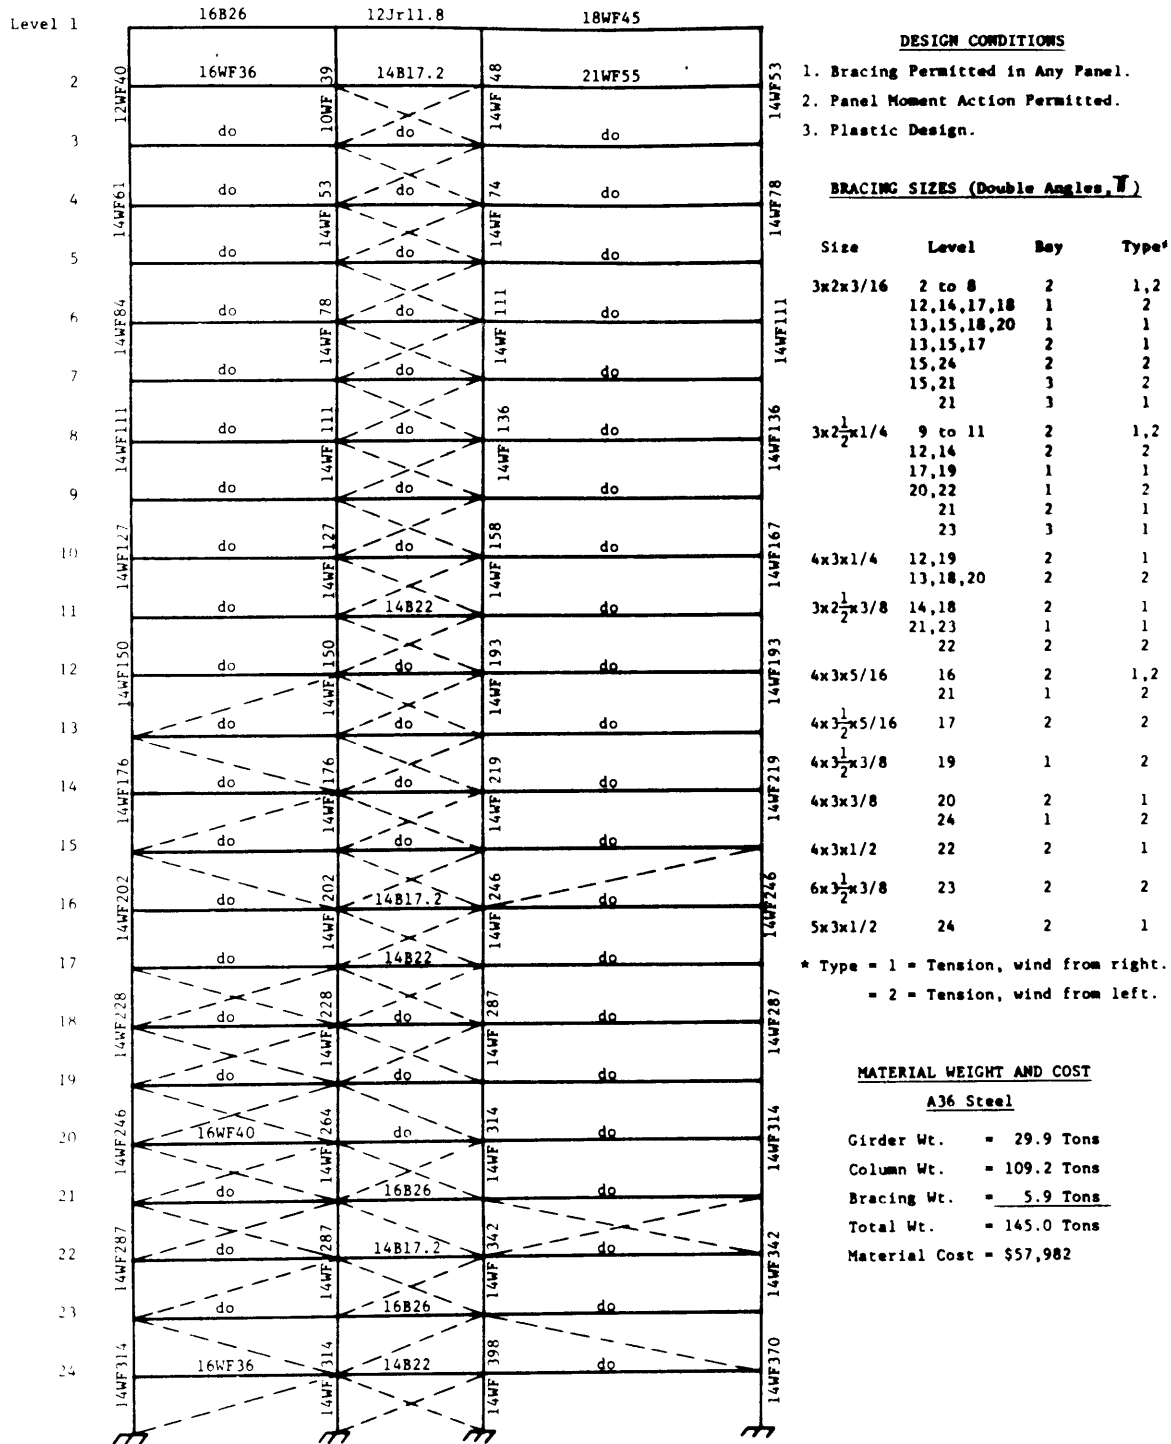 Level 1
16B26
12Jr11.8
18WF45
2
12WF40
16WF36
10WF 39
14B17.2
14WF 48
21WF55
14WF53
3
do
do
do
4
14WF61
do
14WF 53
do
14WF 74
do
14WF78
5
do
do
do
6
14WF84
do
14WF 78
do
14WF 111
do
14WF111
7
do
do
do
8
14WF111
do
14WF 111
do
14WF 136
do
14WF136
9
do
do
do
10
14WF127
do
14WF 127
do
14WF 158
do
14WF167
11
do
14B22
do
12
14WF150
do
14WF 150
do
14WF 193
do
14WF193
13
do
do
do
14
14WF176
do
14WF 176
do
14WF 219
do
14WF219
15
do
do
do
16
14WF202
do
14WF 202
14B17.2
14WF 246
do
14WF246
17
do
14B22
do
18
14WF228
do
14WF 228
do
14WF 287
do
14WF287
19
do
do
do
20
14WF246
16WF40
14WF 264
do
14WF 314
do
14WF314
21
do
16B26
do
22
14WF287
do
14WF 287
14B17.2
14WF 342
do
14WF342
23
do
16B26
do
24
14WF314
16WF36
14WF 314
14B22
14WF 398
do
14WF370
DESIGN CONDITIONS
1. Bracing Permitted in Any Panel.
2. Panel Moment Action Permitted.
3. Plastic Design.
BRACING SIZES (Double Angles, )
Size Level Bay Type*
3x2x3/16 2 to 8 2 1,2
12,14,17,18 1 2
13,15,18,20 1 1
13,15,17 2 1
15,24 2 2
15,21 3 2
21 3 1
3x2½x1/4 9 to 11 2 1,2
12,14 2 2
17,19 1 1
20,22 1 2
21 2 1
23 3 1
4x3x1/4 12,19 2 1
13,18,20 2 2
3x2½x3/8 14,18 2 1
21,23 1 1
22 2 2
4x3x5/16 16 2 1,2
21 1 2
4x3½x5/16 17 2 2
4x3½x3/8 19 1 2
4x3x3/8 20 2 1
24 1 2
4x3x1/2 22 2 1
6x3½x3/8 23 2 2
5x3x1/2 24 2 1
* Type = 1 = Tension, wind from right.
= 2 = Tension, wind from left.
MATERIAL WEIGHT AND COST
A36 Steel
Girder Wt. = 29.9 Tons
Column Wt. = 109.2 Tons
Bracing Wt. = 5.9 Tons
Total Wt. = 145.0 Tons
Material Cost = $57,982